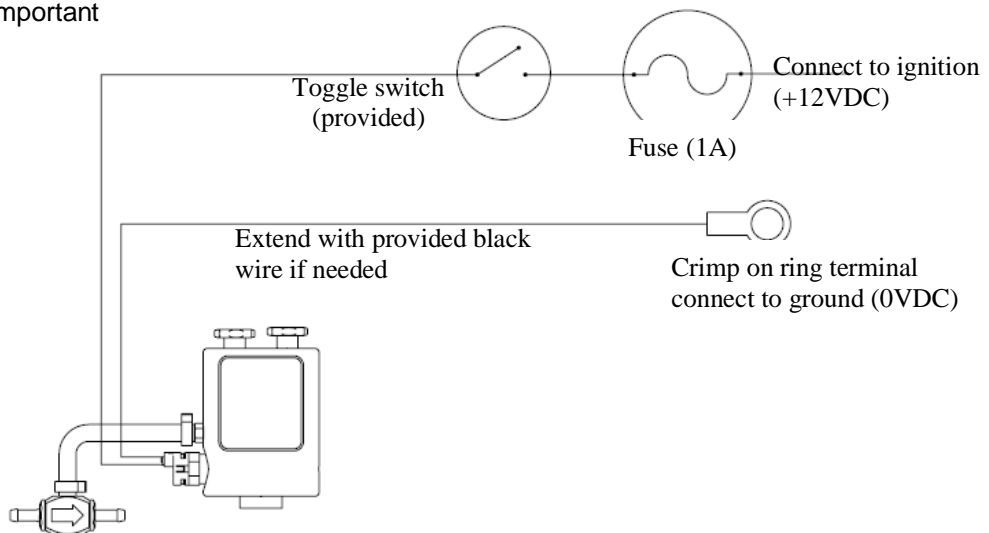 mportant
Toggle switch
(provided)
Connect to ignition
(+12VDC)
Fuse (1A)
Extend with provided black
wire if needed
Crimp on ring terminal
connect to ground (0VDC)